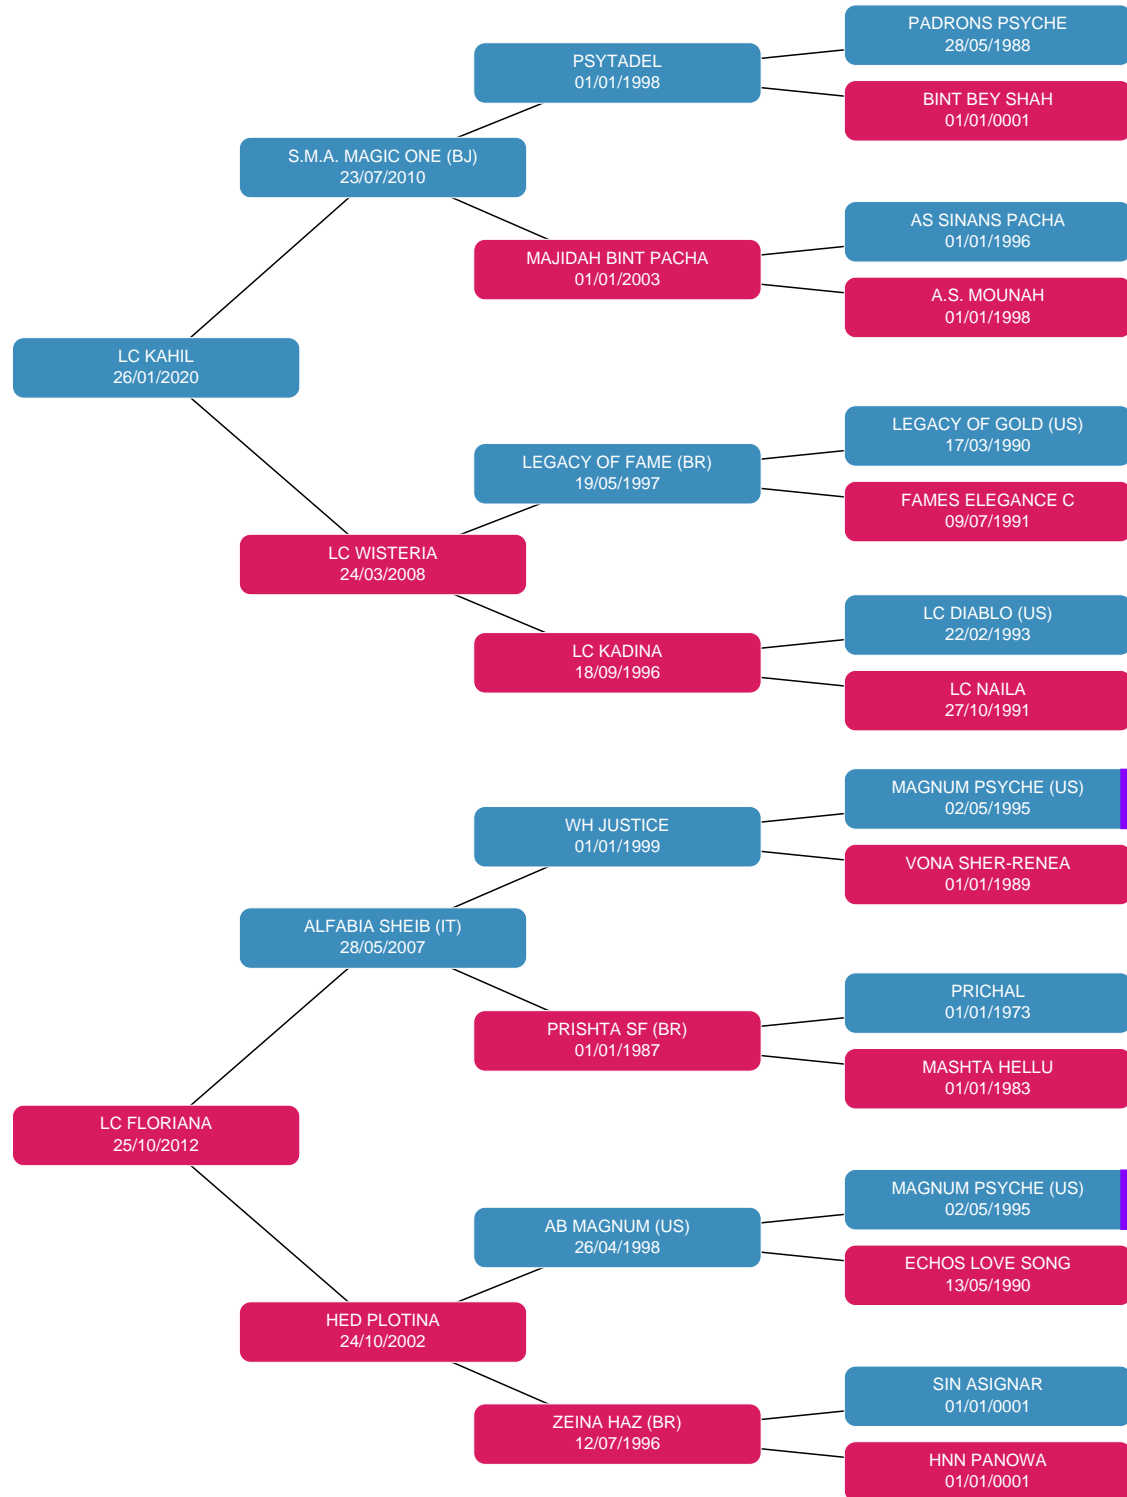 PADRONS PSYCHE
28/05/1988
PSYTADEL
01/01/1998
BINT BEY SHAH
01/01/0001
S.M.A. MAGIC ONE (BJ)
23/07/2010
AS SINANS PACHA
01/01/1996
MAJIDAH BINT PACHA
01/01/2003
A.S. MOUNAH
01/01/1998
LC KAHIL
26/01/2020
LEGACY OF GOLD (US)
17/03/1990
LEGACY OF FAME (BR)
19/05/1997
FAMES ELEGANCE C
09/07/1991
LC WISTERIA
24/03/2008
LC DIABLO (US)
22/02/1993
LC KADINA
18/09/1996
LC NAILA
27/10/1991
MAGNUM PSYCHE (US)
02/05/1995
WH JUSTICE
01/01/1999
VONA SHER-RENEA
01/01/1989
ALFABIA SHEIB (IT)
28/05/2007
PRICHAL
01/01/1973
PRISHTA SF (BR)
01/01/1987
MASHTA HELLU
01/01/1983
LC FLORIANA
25/10/2012
MAGNUM PSYCHE (US)
02/05/1995
AB MAGNUM (US)
26/04/1998
ECHOS LOVE SONG
13/05/1990
HED PLOTINA
24/10/2002
SIN ASIGNAR
01/01/0001
ZEINA HAZ (BR)
12/07/1996
HNN PANOWA
01/01/0001